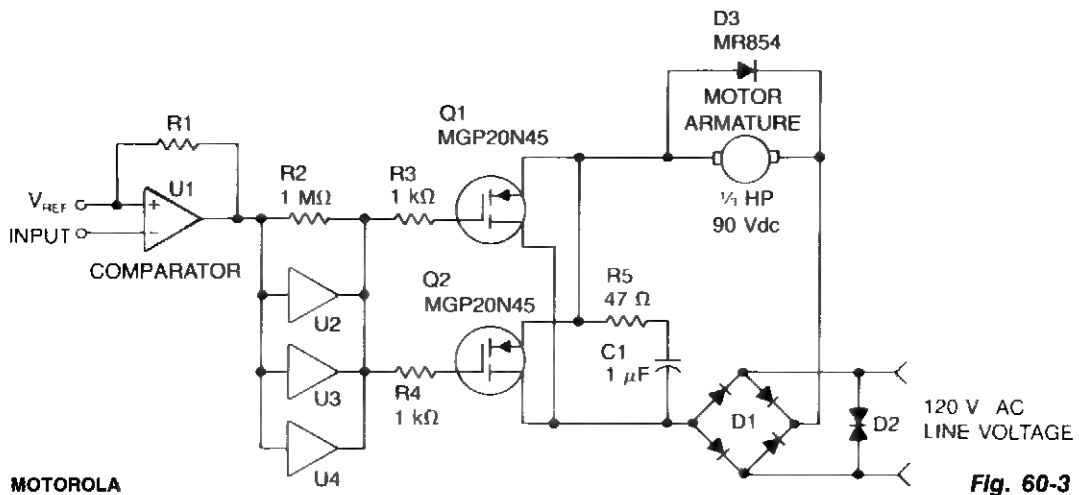 D3
MR854
MOTOR
ARMATURE
⅓ HP
90 Vdc
Q1
MGP20N45
R1
R2
1 MΩ
R3
1 kΩ
U1
VREF
+
INPUT
−
COMPARATOR
U2
U3
U4
Q2
MGP20N45
R4
1 kΩ
R5
47 Ω
C1
1 μF
D1
D2
120 V AC
LINE VOLTAGE
MOTOROLA
Fig. 60-3